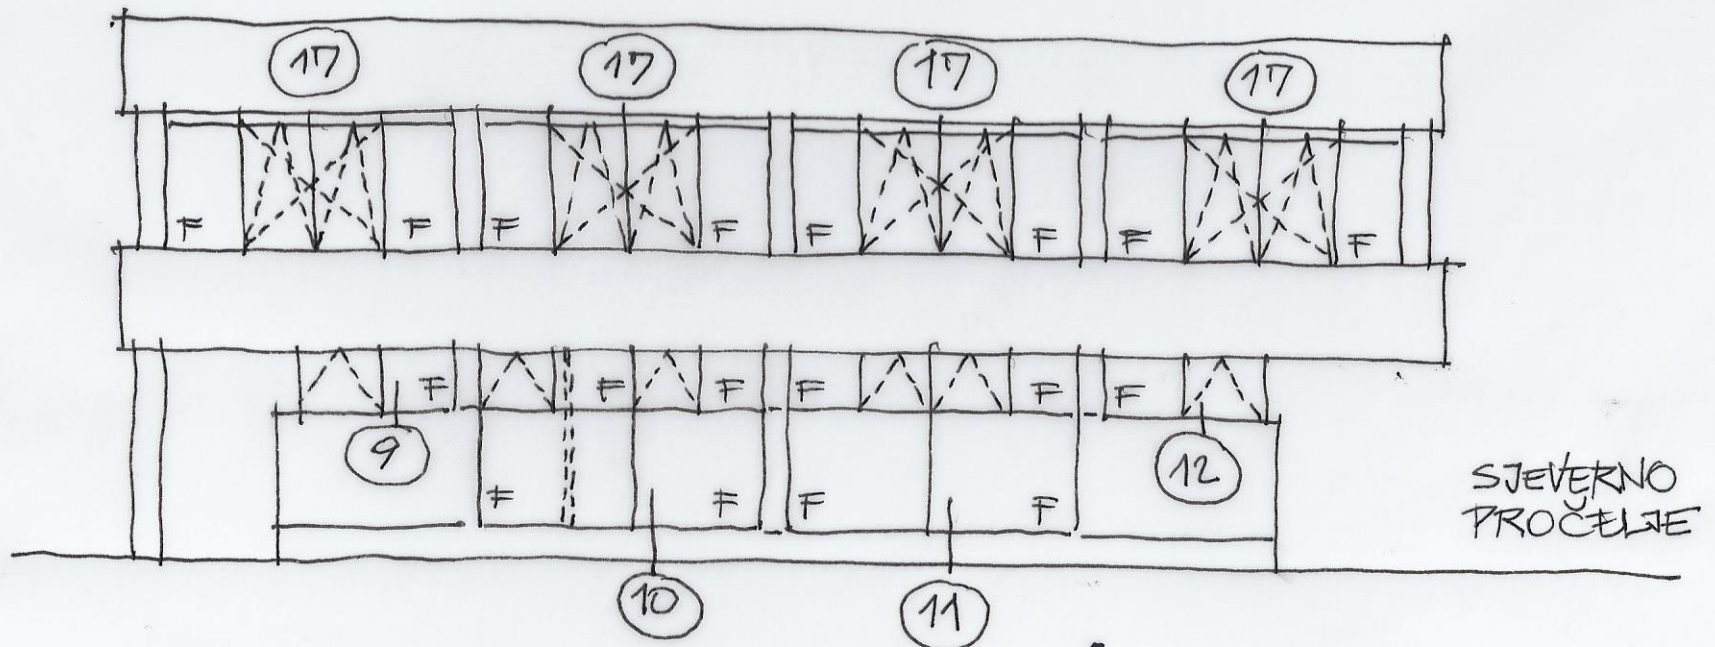 17 17 17 17
F F F F F F F F
F F F F F F
9 12
F F F F
10 11
SJEVERNO
PROČELJE